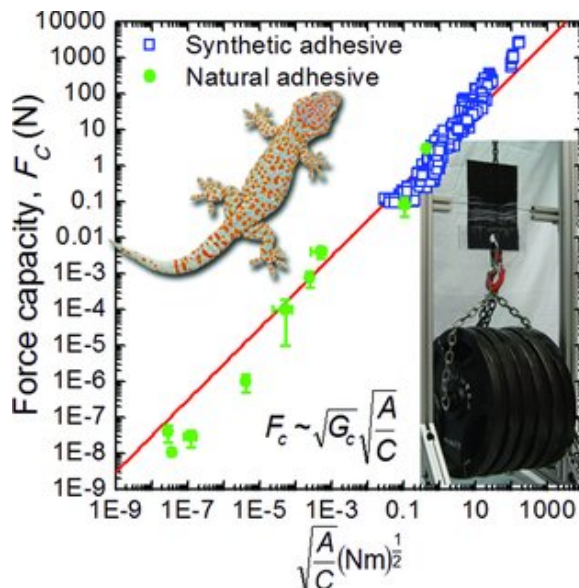 10000
1000
100
10
1
0.1
0.01
1E-3
1E-4
1E-5
1E-6
1E-7
1E-8
1E-9
Force capacity, F_C (N)
Synthetic adhesive
Natural adhesive
F_c ~ √G_c √(A/C)
1E-9 1E-7 1E-5 1E-3 0.1 10 1000
√(A/C) (Nm)^(1/2)